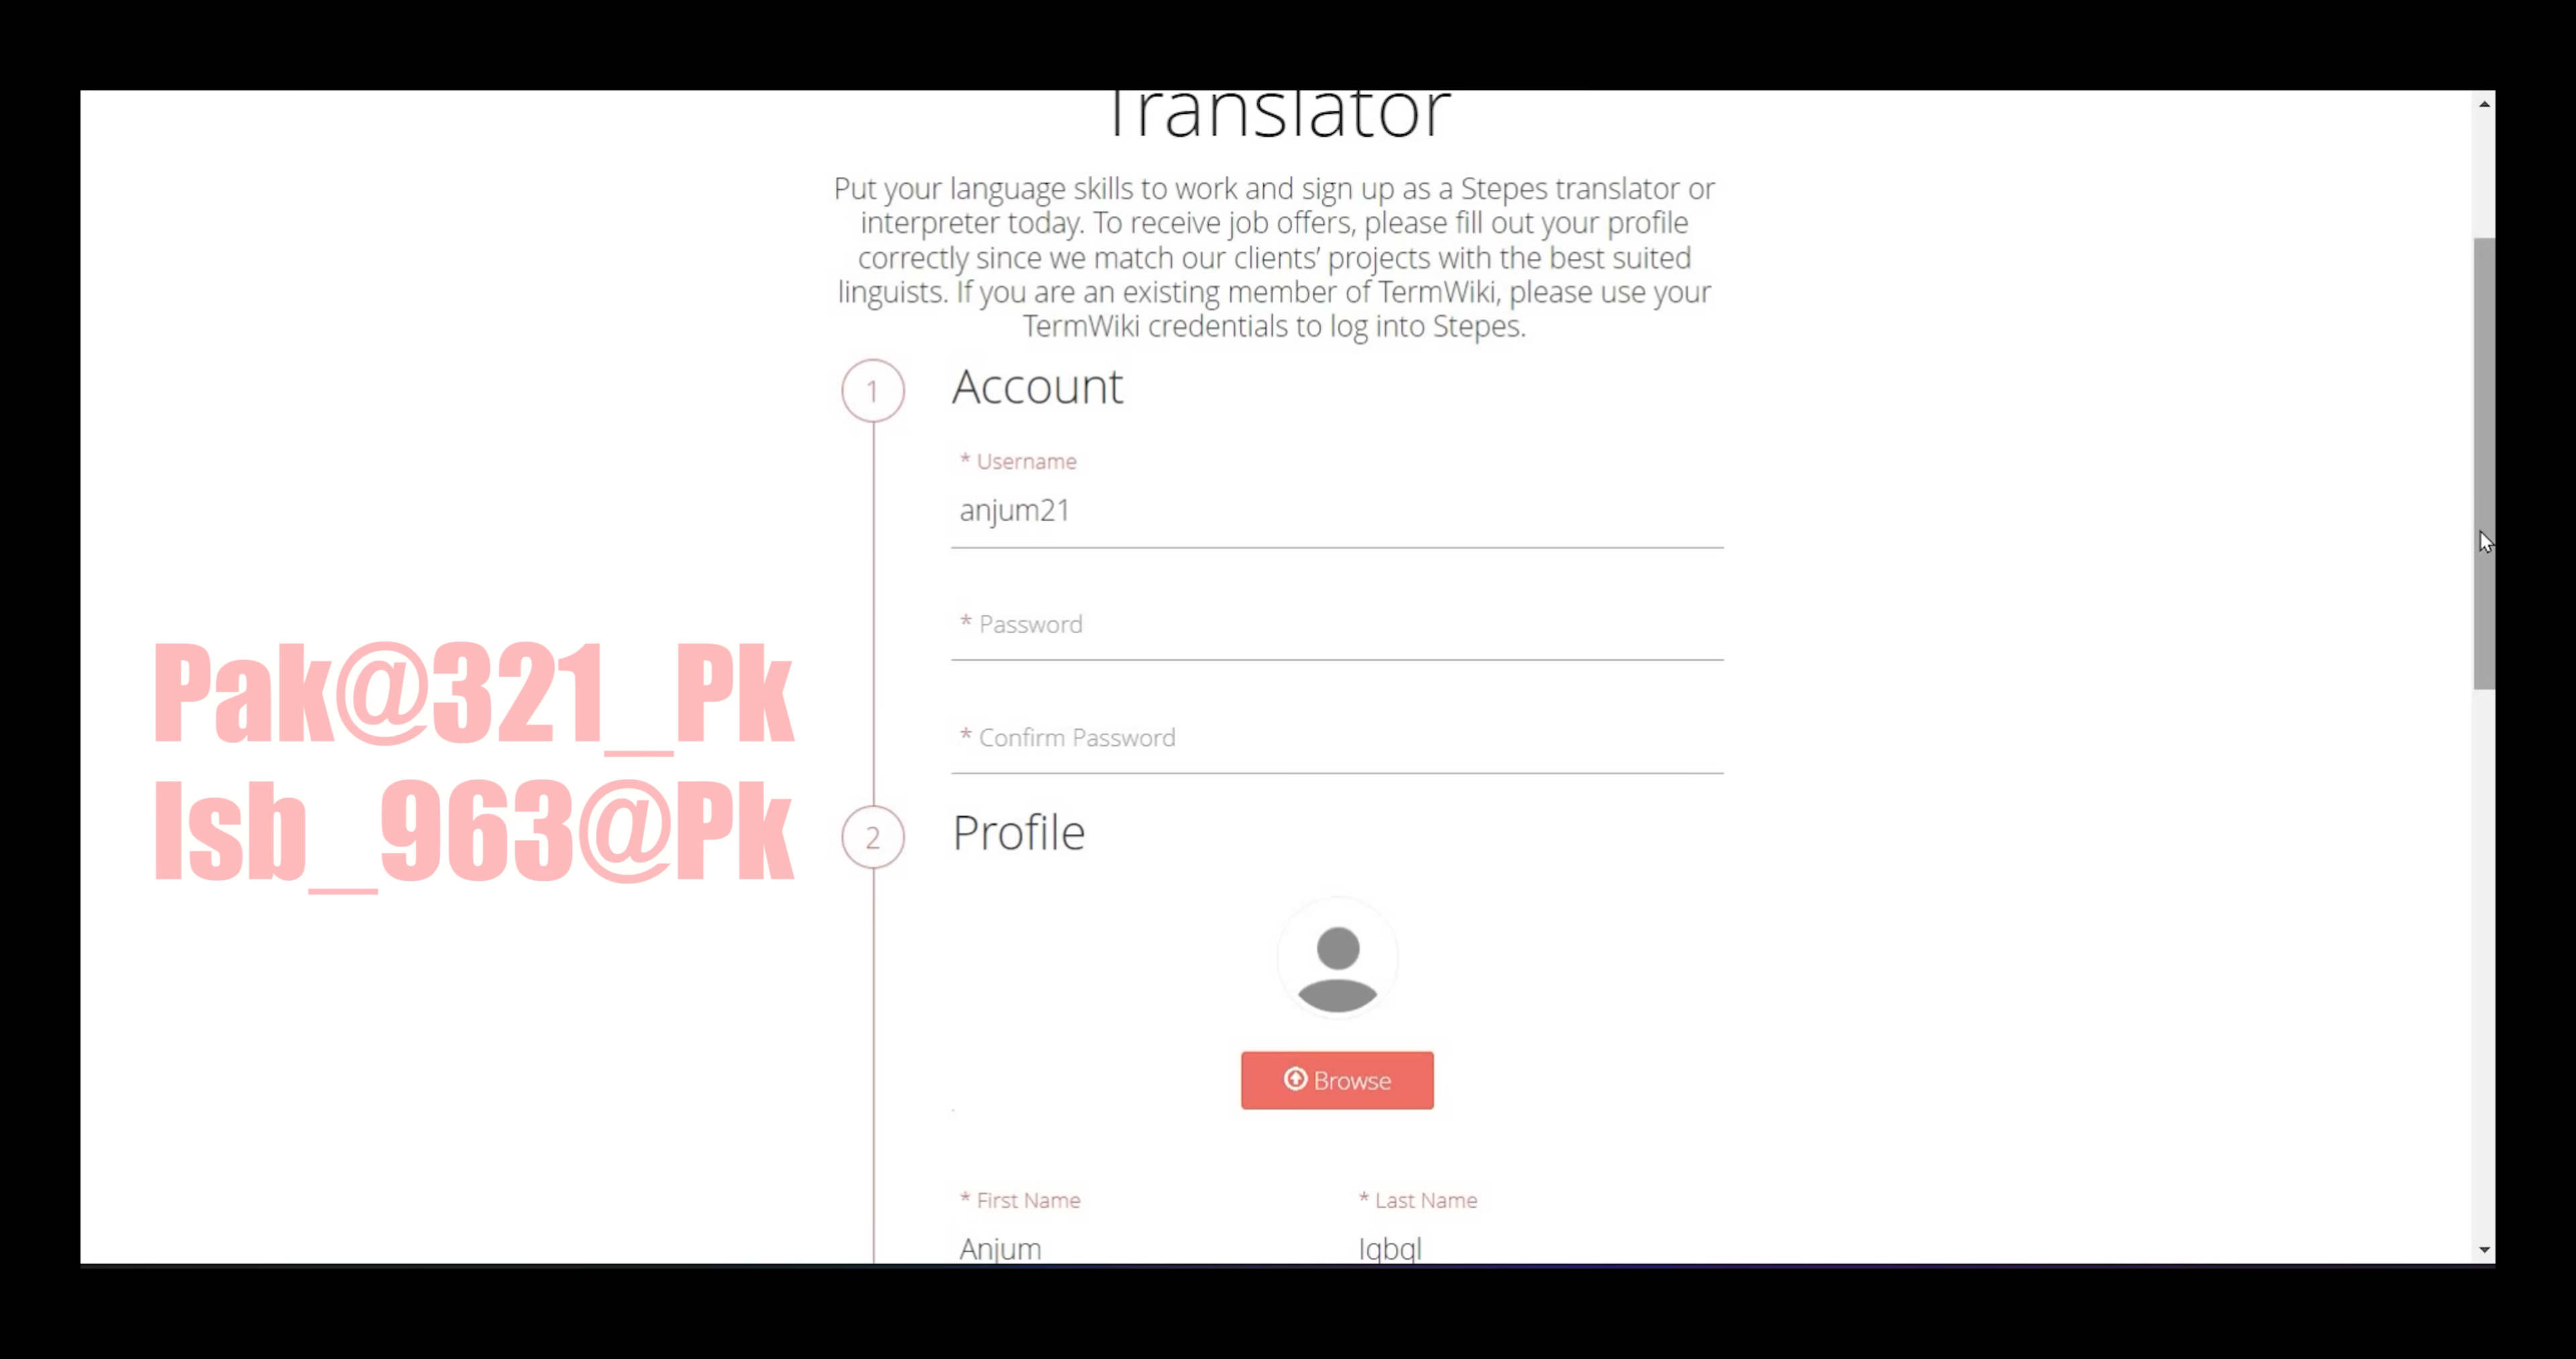 Translator
Put your language skills to work and sign up as a Stepes translator or
interpreter today. To receive job offers, please fill out your profile
correctly since we match our clients’ projects with the best suited
linguists. If you are an existing member of TermWiki, please use your
TermWiki credentials to log into Stepes.
1 Account
* Username
anjum21
* Password
* Confirm Password
Pak@321_Pk
Isb_963@Pk
2 Profile
Browse
* First Name * Last Name
Anjum Iqbql